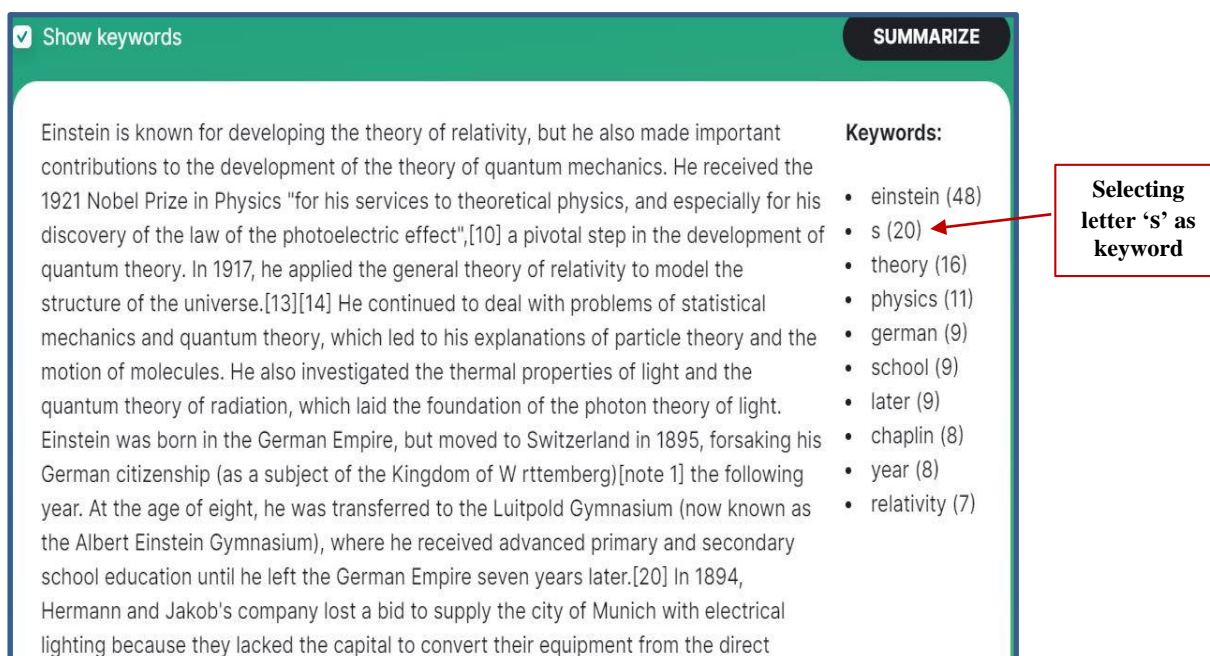 Show keywords
SUMMARIZE
Einstein is known for developing the theory of relativity, but he also made important
contributions to the development of the theory of quantum mechanics. He received the
1921 Nobel Prize in Physics "for his services to theoretical physics, and especially for his
discovery of the law of the photoelectric effect",[10] a pivotal step in the development of
quantum theory. In 1917, he applied the general theory of relativity to model the
structure of the universe.[13][14] He continued to deal with problems of statistical
mechanics and quantum theory, which led to his explanations of particle theory and the
motion of molecules. He also investigated the thermal properties of light and the
quantum theory of radiation, which laid the foundation of the photon theory of light.
Einstein was born in the German Empire, but moved to Switzerland in 1895, forsaking his
German citizenship (as a subject of the Kingdom of W rttemberg)[note 1] the following
year. At the age of eight, he was transferred to the Luitpold Gymnasium (now known as
the Albert Einstein Gymnasium), where he received advanced primary and secondary
school education until he left the German Empire seven years later.[20] In 1894,
Hermann and Jakob's company lost a bid to supply the city of Munich with electrical
lighting because they lacked the capital to convert their equipment from the direct
Keywords:
• einstein (48)
• s (20)
• theory (16)
• physics (11)
• german (9)
• school (9)
• later (9)
• chaplin (8)
• year (8)
• relativity (7)
Selecting
letter ‘s’ as
keyword